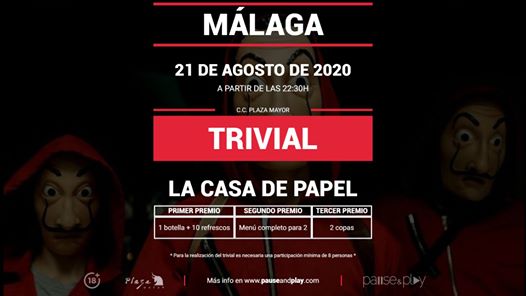 MÁLAGA
21 DE AGOSTO DE 2020
A PARTIR DE LAS 22:30H
C.C. PLAZA MAYOR
TRIVIAL
LA CASA DE PAPEL
PRIMER PREMIO SEGUNDO PREMIO TERCER PREMIO
1 botella + 10 refrescos Menú completo para 2 2 copas
* Para la realización del trivial es necesaria una participación mínima de 8 personas *
18+ Plaza MAYOR Más info en www.pauseandplay.com pause&play